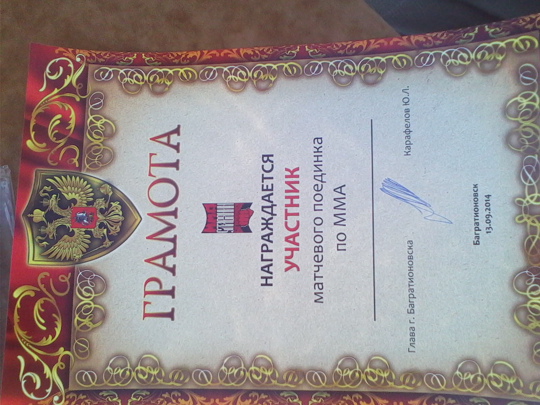 ГРАМОТА
НАГРАЖДАЕТСЯ
УЧАСТНИК
матчевого поединка
по ММА
Глава г. Багратионовска Карафелов Ю.Л.
Багратионовск
13.09.2014